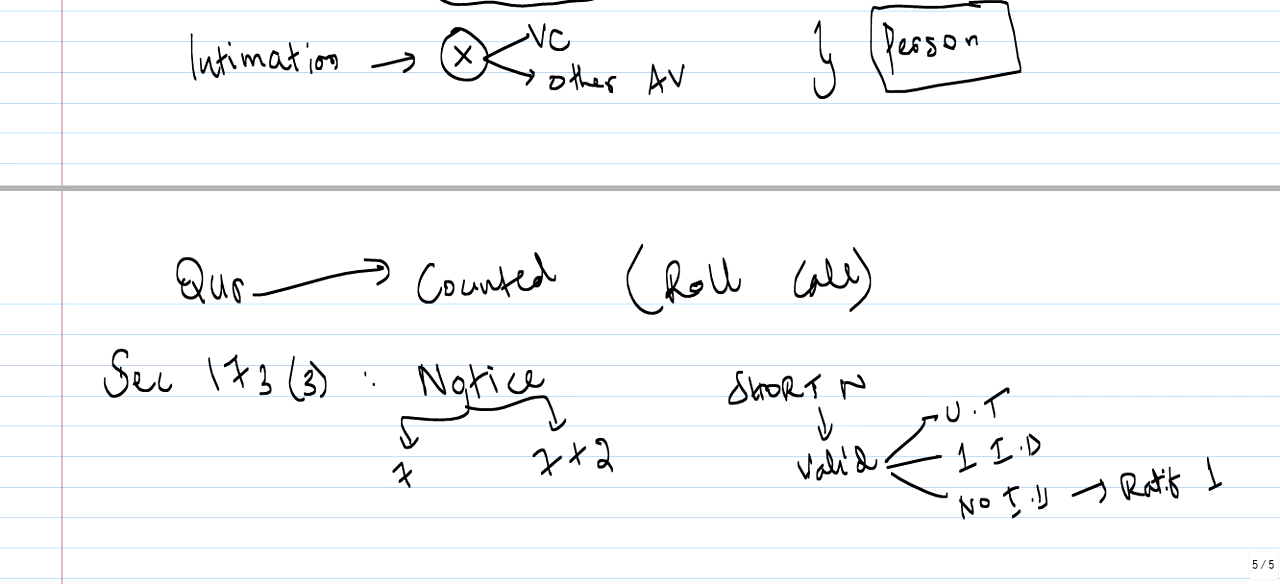 Intimation → ⊗ VC
other AV
} Person
Quo → Counted (Roll Call)
Sec 173(3) : Notice
7
7+2
SHORT N
Valid
U.T
1 I.D
No I.D → Ratif 1
5 / 5